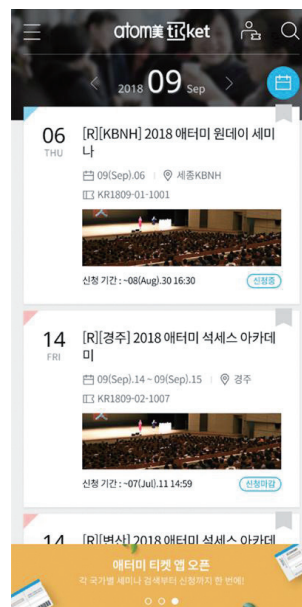 atom美 ticket
2018 09 Sep
06
THU
[R][KBNH] 2018 애터미 원데이 세미
나
09(Sep).06 | 세종KBNH
KR1809-01-1001
신청 기간 : ~08(Aug).30 16:30
신청중
14
FRI
[R][경주] 2018 애터미 석세스 아카데
미
09(Sep).14 ~ 09(Sep).15 | 경주
KR1809-02-1007
신청 기간 : ~07(Jul).11 14:59
신청마감
14
[R][변산] 2018 애터미 석세스 아카데
애터미 티켓 앱 오픈
각 국가별 세미나 검색부터 신청까지 한 번에!